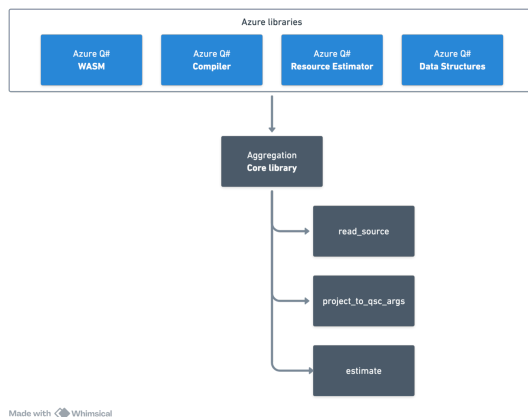 Azure libraries
Azure Q#
WASM
Azure Q#
Compiler
Azure Q#
Resource Estimator
Azure Q#
Data Structures
Aggregation
Core library
read_source
project_to_qsc_args
estimate
Made with Whimsical